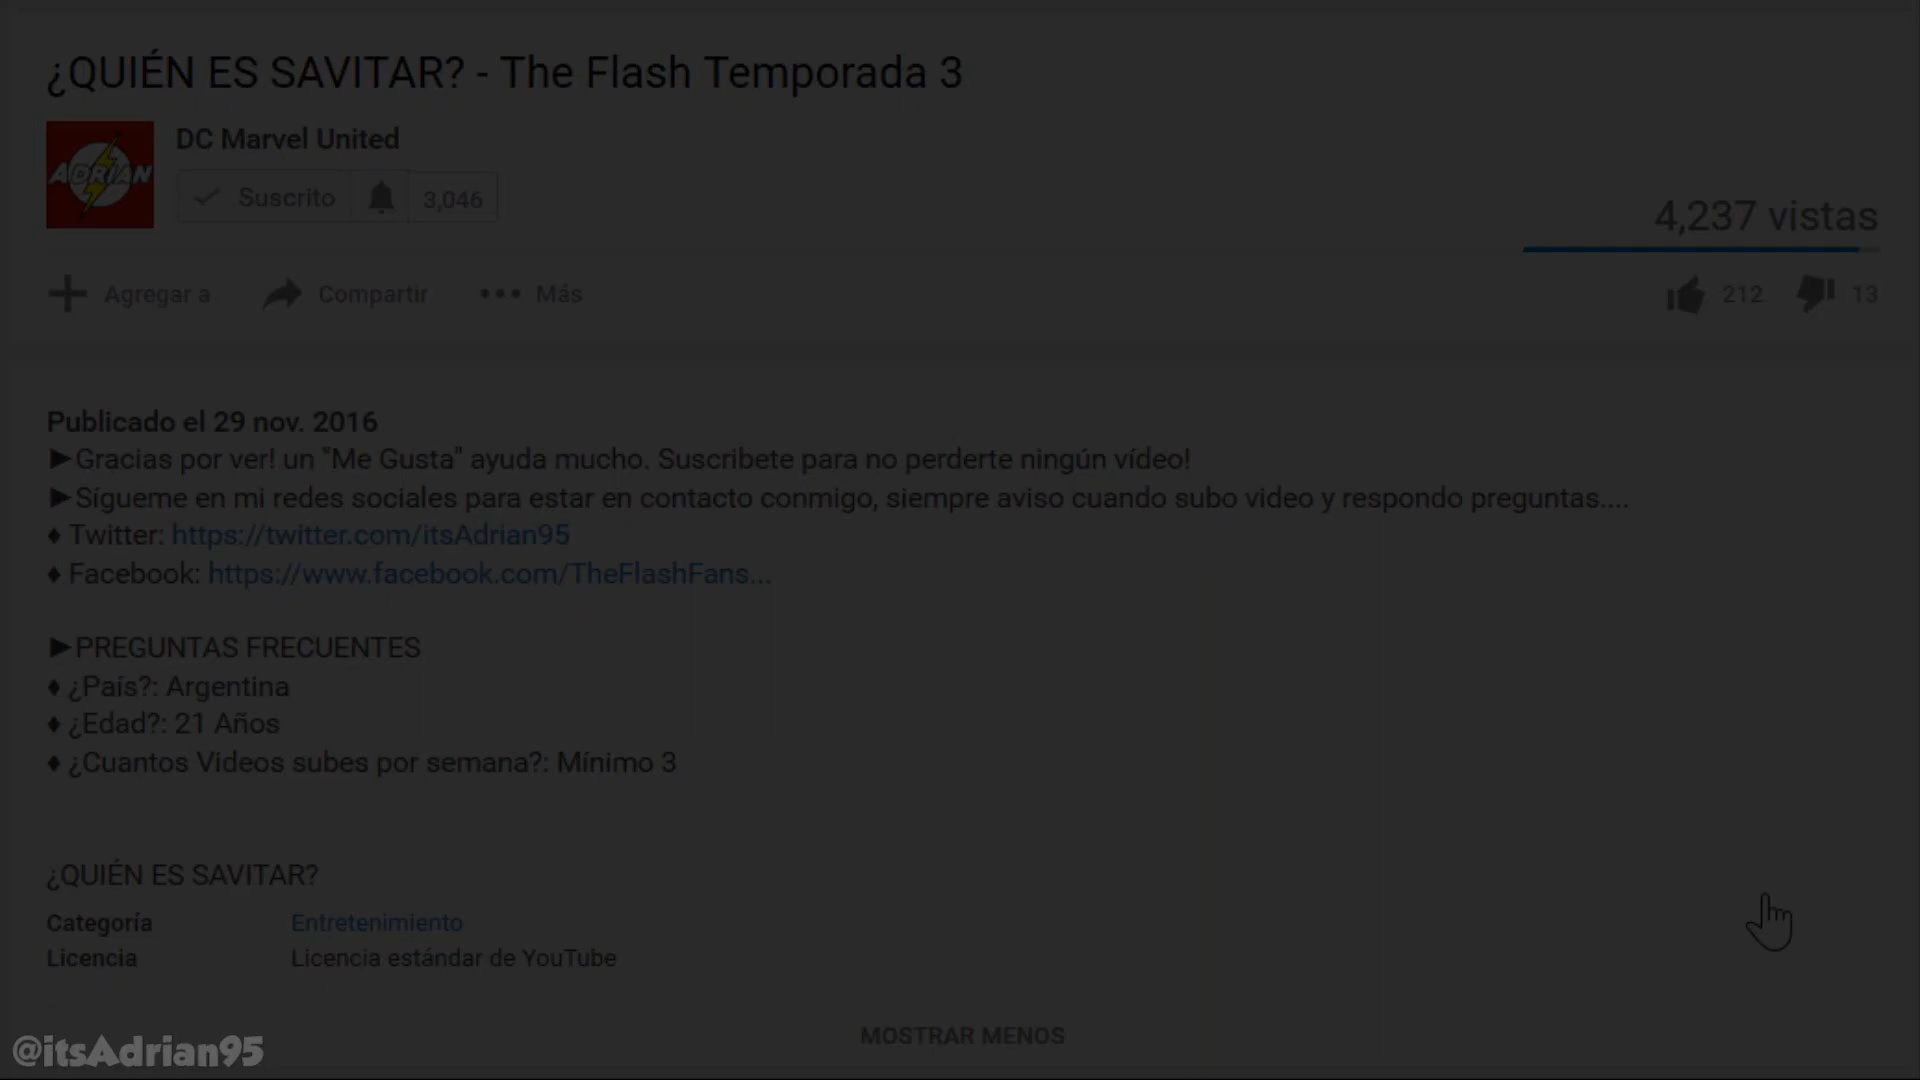 ¿QUIÉN ES SAVITAR? - The Flash Temporada 3
ADRIAN
DC Marvel United
Suscrito 3,046
4,237 vistas
Agregar a Compartir ••• Más 212 13
Publicado el 29 nov. 2016
►Gracias por ver! un "Me Gusta" ayuda mucho. Suscribete para no perderte ningún vídeo!
►Sígueme en mi redes sociales para estar en contacto conmigo, siempre aviso cuando subo video y respondo preguntas....
♦ Twitter: https://twitter.com/itsAdrian95
♦ Facebook: https://www.facebook.com/TheFlashFans...
►PREGUNTAS FRECUENTES
♦ ¿País?: Argentina
♦ ¿Edad?: 21 Años
♦ ¿Cuantos Videos subes por semana?: Mínimo 3
¿QUIÉN ES SAVITAR?
Categoría Entretenimiento
Licencia Licencia estándar de YouTube
MOSTRAR MENOS
@itsAdrian95